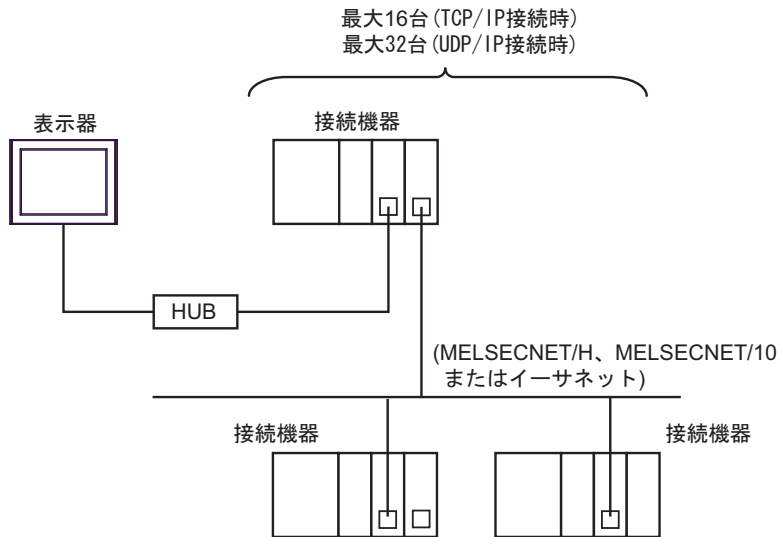 最大16台(TCP/IP接続時)
最大32台(UDP/IP接続時)
表示器
接続機器
HUB
(MELSECNET/H、MELSECNET/10
またはイーサネット)
接続機器
接続機器